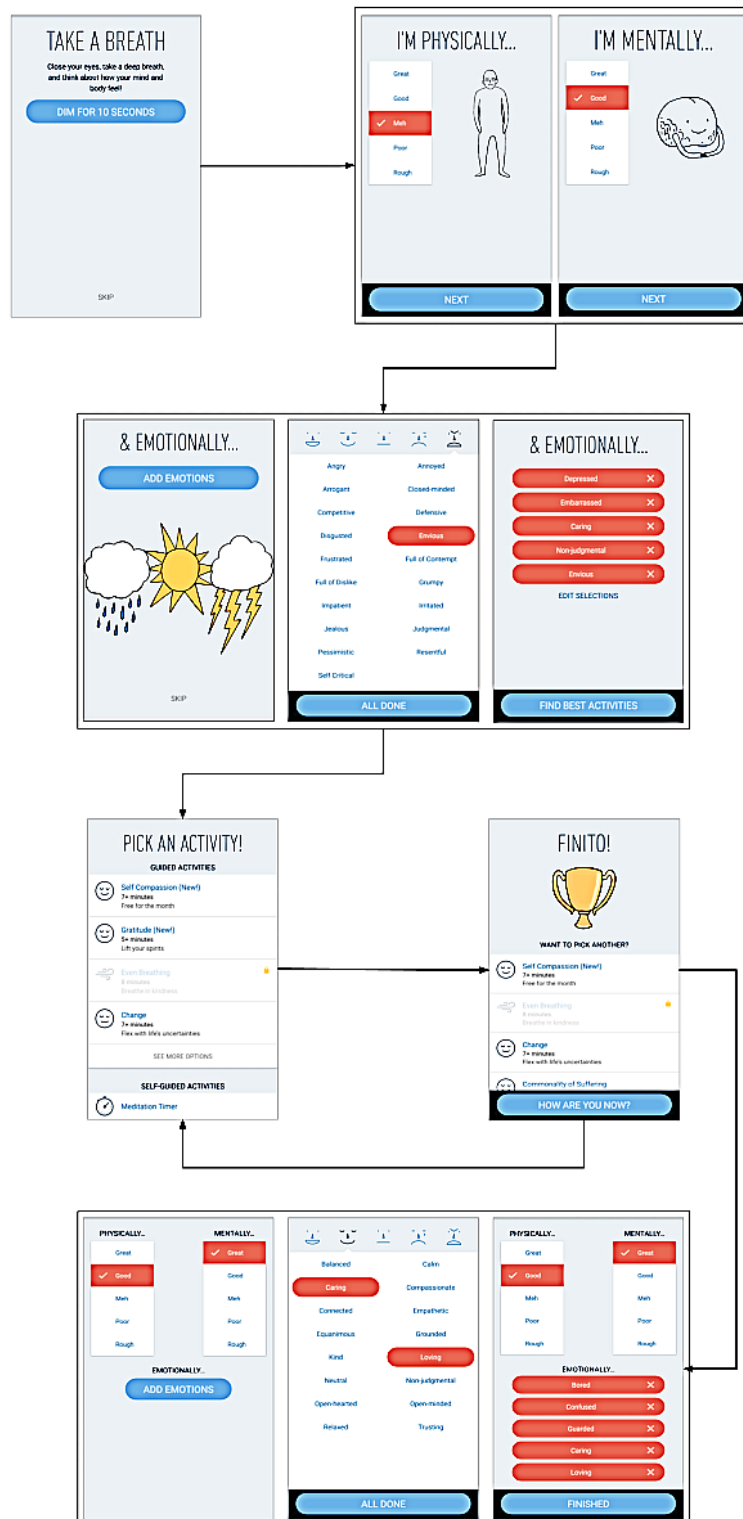 TAKE A BREATH
Close your eyes, take a deep breath,
and think about how your mind and
body feel!
DIM FOR 10 SECONDS
SKIP
I'M PHYSICALLY...
Great
Good
Meh
Poor
Rough
NEXT
I'M MENTALLY...
Great
Good
Meh
Poor
Rough
NEXT
& EMOTIONALLY...
ADD EMOTIONS
SKIP
Angry Annoyed
Arrogant Closed-minded
Competitive Defensive
Disgusted Envious
Frustrated Full of Contempt
Full of Dislike Grumpy
Impatient Irritated
Jealous Judgmental
Pessimistic Resentful
Self Critical
ALL DONE
& EMOTIONALLY...
Depressed X
Embarrassed X
Caring X
Non-judgmental X
Envious X
EDIT SELECTIONS
FIND BEST ACTIVITIES
PICK AN ACTIVITY!
GUIDED ACTIVITIES
Self Compassion (New!)
7+ minutes
Free for the month
Gratitude (New!)
5+ minutes
Lift your spirits
Even Breathing
8 minutes
Breathe in kindness
Change
7+ minutes
Flex with life's uncertainties
SEE MORE OPTIONS
SELF-GUIDED ACTIVITIES
Meditation Timer
FINITO!
WANT TO PICK ANOTHER?
Self Compassion (New!)
7+ minutes
Free for the month
Even Breathing
8 minutes
Breathe in kindness
Change
7+ minutes
Flex with life's uncertainties
Commonality of Suffering
HOW ARE YOU NOW?
PHYSICALLY... MENTALLY...
Great Great
Good Good
Meh Meh
Poor Poor
Rough Rough
EMOTIONALLY...
ADD EMOTIONS
Balanced Calm
Caring Compassionate
Connected Empathetic
Equanimous Grounded
Kind Loving
Neutral Non-judgmental
Open-hearted Open-minded
Relaxed Trusting
ALL DONE
PHYSICALLY... MENTALLY...
Great Great
Good Good
Meh Meh
Poor Poor
Rough Rough
EMOTIONALLY...
Bored X
Confused X
Guarded X
Caring X
Loving X
FINISHED